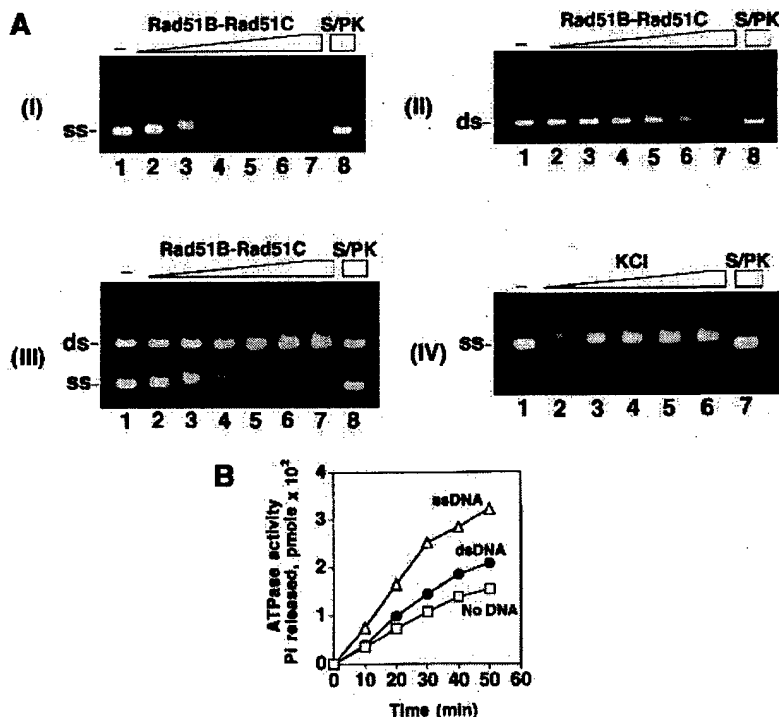 A
Rad51B-Rad51C S/PK
–
(I)
ss-
1 2 3 4 5 6 7 8
Rad51B-Rad51C S/PK
–
(II)
ds-
1 2 3 4 5 6 7 8
Rad51B-Rad51C S/PK
–
(III)
ds-
ss-
1 2 3 4 5 6 7 8
KCl S/PK
–
(IV)
ss-
1 2 3 4 5 6 7
B
ATPase activity
Pi released, pmole x 10-2
4
3
2
1
0
ssDNA
dsDNA
No DNA
0 10 20 30 40 50 60
Time (min)